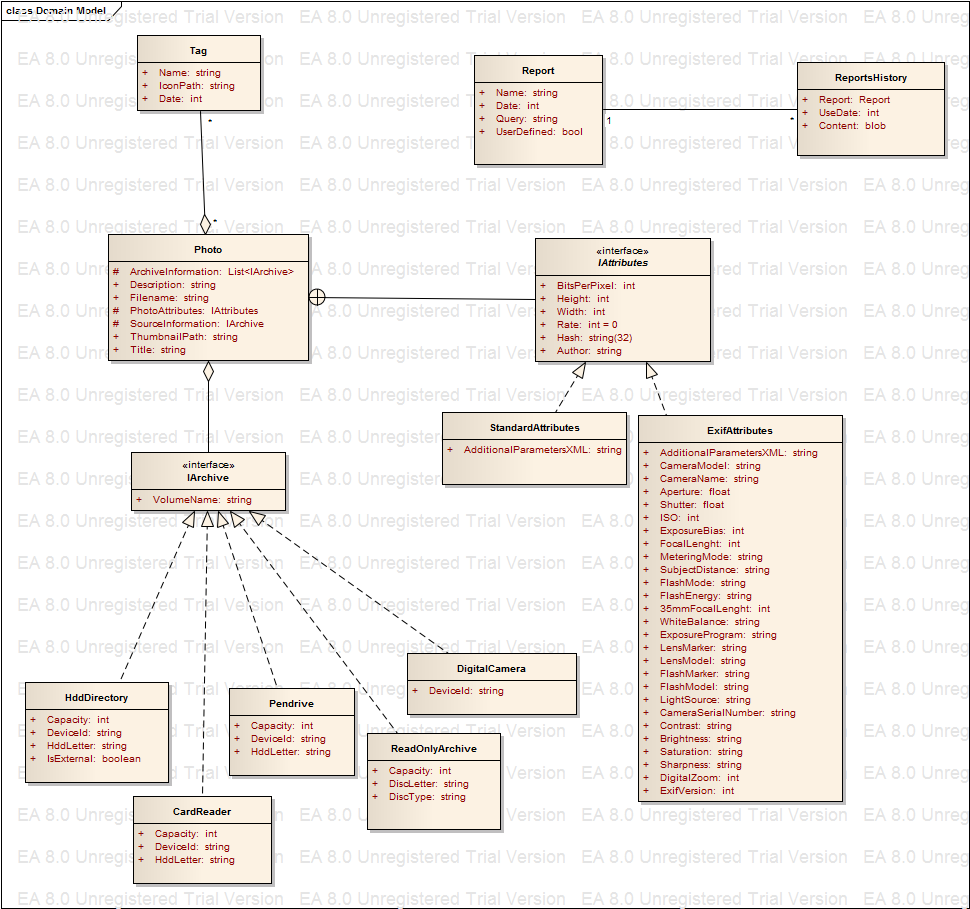 class Domain Model
EA 8.0 Unregistered Trial Version
Tag
+ Name: string
+ IconPath: string
+ Date: int
*
*
Report
+ Name: string
+ Date: int
+ Query: string
+ UserDefined: bool
1
*
ReportsHistory
+ Report: Report
+ UseDate: int
+ Content: blob
Photo
# ArchiveInformation: List<IArchive>
+ Description: string
+ Filename: string
# PhotoAttributes: IAttributes
# SourceInformation: IArchive
+ ThumbnailPath: string
+ Title: string
«interface»
IAttributes
+ BitsPerPixel: int
+ Height: int
+ Width: int
+ Rate: int = 0
+ Hash: string(32)
+ Author: string
StandardAttributes
+ AdditionalParametersXML: string
ExifAttributes
+ AdditionalParametersXML: string
+ CameraModel: string
+ CameraName: string
+ Aperture: float
+ Shutter: float
+ ISO: int
+ ExposureBias: int
+ FocalLenght: int
+ MeteringMode: string
+ SubjectDistance: string
+ FlashMode: string
+ FlashEnergy: string
+ 35mmFocalLenght: int
+ WhiteBalance: string
+ ExposureProgram: string
+ LensMarker: string
+ LensModel: string
+ FlashMarker: string
+ FlashModel: string
+ LightSource: string
+ CameraSerialNumber: string
+ Contrast: string
+ Brightness: string
+ Saturation: string
+ Sharpness: string
+ DigitalZoom: int
+ ExifVersion: int
«interface»
IArchive
+ VolumeName: string
HddDirectory
+ Capacity: int
+ DeviceId: string
+ HddLetter: string
+ IsExternal: boolean
CardReader
+ Capacity: int
+ DeviceId: string
+ HddLetter: string
Pendrive
+ Capacity: int
+ DeviceId: string
+ HddLetter: string
ReadOnlyArchive
+ Capacity: int
+ DiscLetter: string
+ DiscType: string
DigitalCamera
+ DeviceId: string